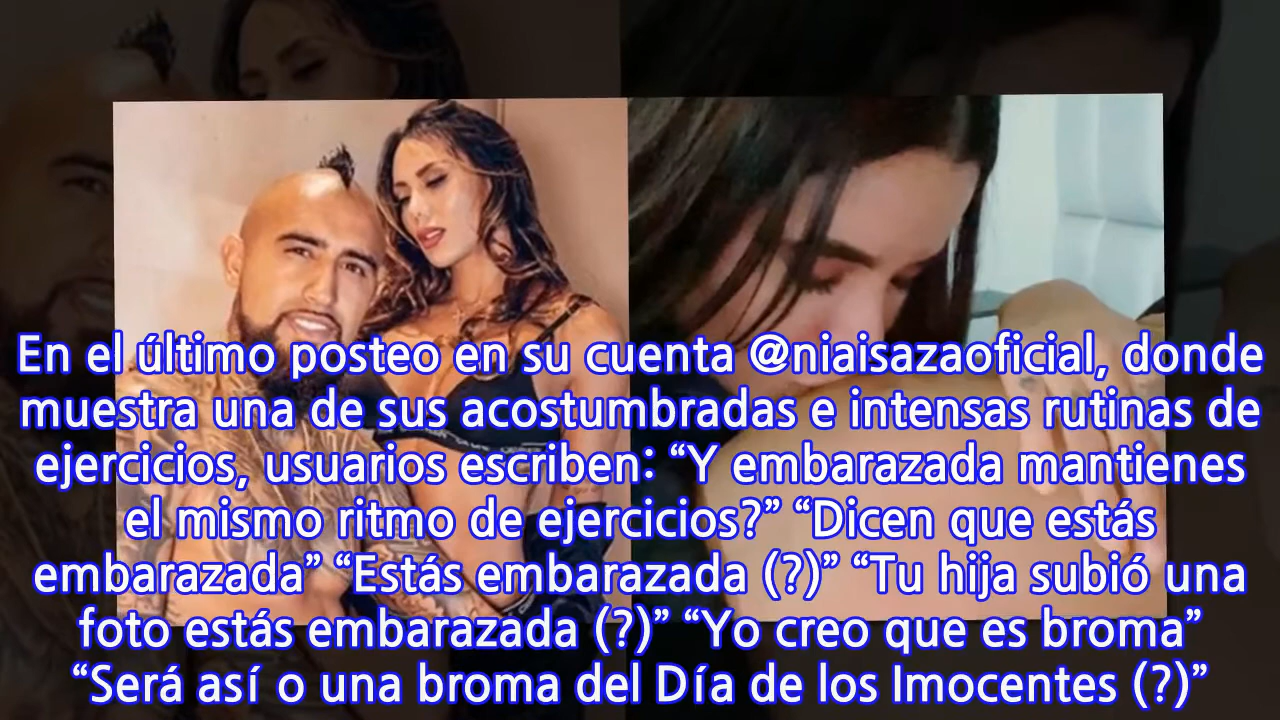 En el último posteo en su cuenta @niaisazaoficial, donde
muestra una de sus acostumbradas e intensas rutinas de
ejercicios, usuarios escriben: “Y embarazada mantienes
el mismo ritmo de ejercicios?” “Dicen que estás
embarazada” “Estás embarazada (?)” “Tu hija subió una
foto estás embarazada (?)” “Yo creo que es broma”
“Será así o una broma del Día de los Imocentes (?)”